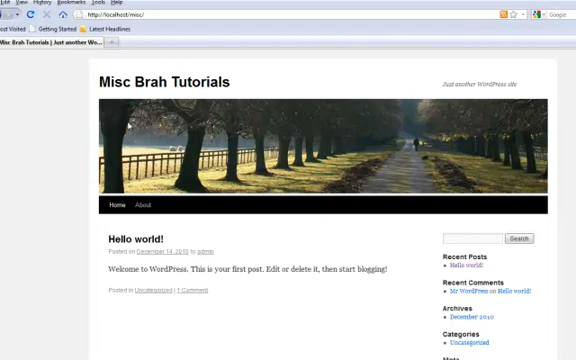 Edit View History Bookmarks Tools Help
http://localhost/misc/
Google
st Visited Getting Started Latest Headlines
Misc Brah Tutorials | Just another Wo...
Misc Brah Tutorials
Just another WordPress site
Home About
Hello world!
Posted on December 14, 2010 by admin
Welcome to WordPress. This is your first post. Edit or delete it, then start blogging!
Posted in Uncategorized | 1 Comment
Search
Recent Posts
Hello world!
Recent Comments
Mr WordPress on Hello world!
Archives
December 2010
Categories
Uncategorized